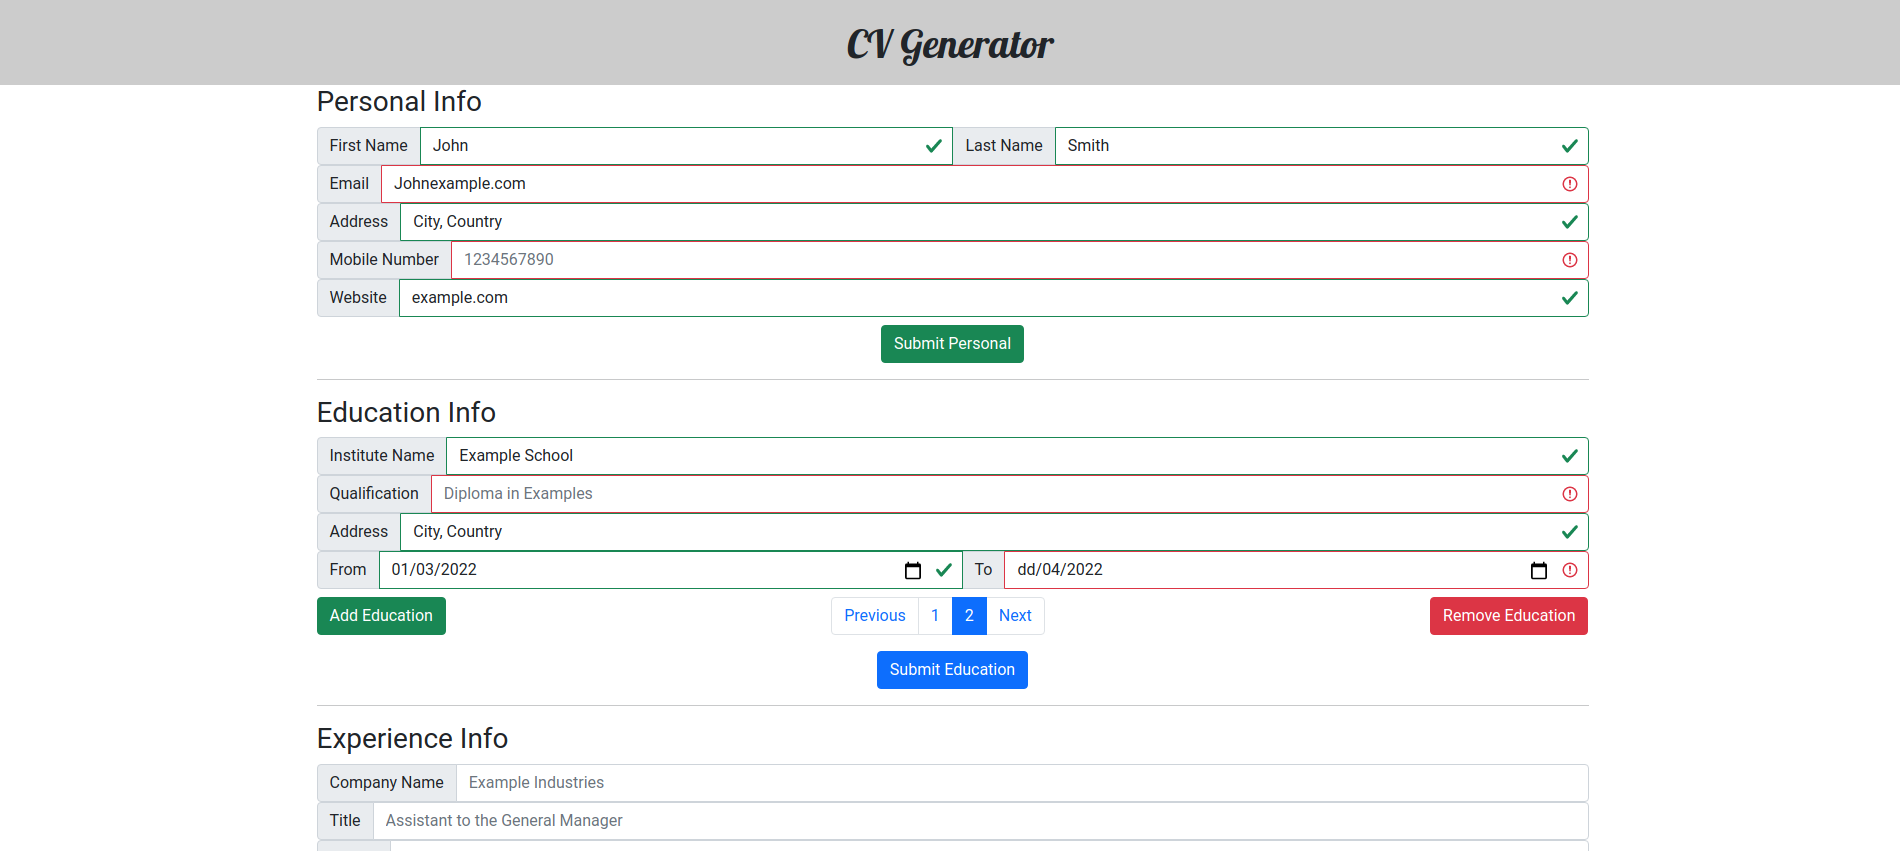 CV Generator
Personal Info
First Name John Last Name Smith
Email Johnexample.com
Address City, Country
Mobile Number 1234567890
Website example.com
Submit Personal
Education Info
Institute Name Example School
Qualification Diploma in Examples
Address City, Country
From 01/03/2022 To dd/04/2022
Add Education Previous 1 2 Next Remove Education
Submit Education
Experience Info
Company Name Example Industries
Title Assistant to the General Manager